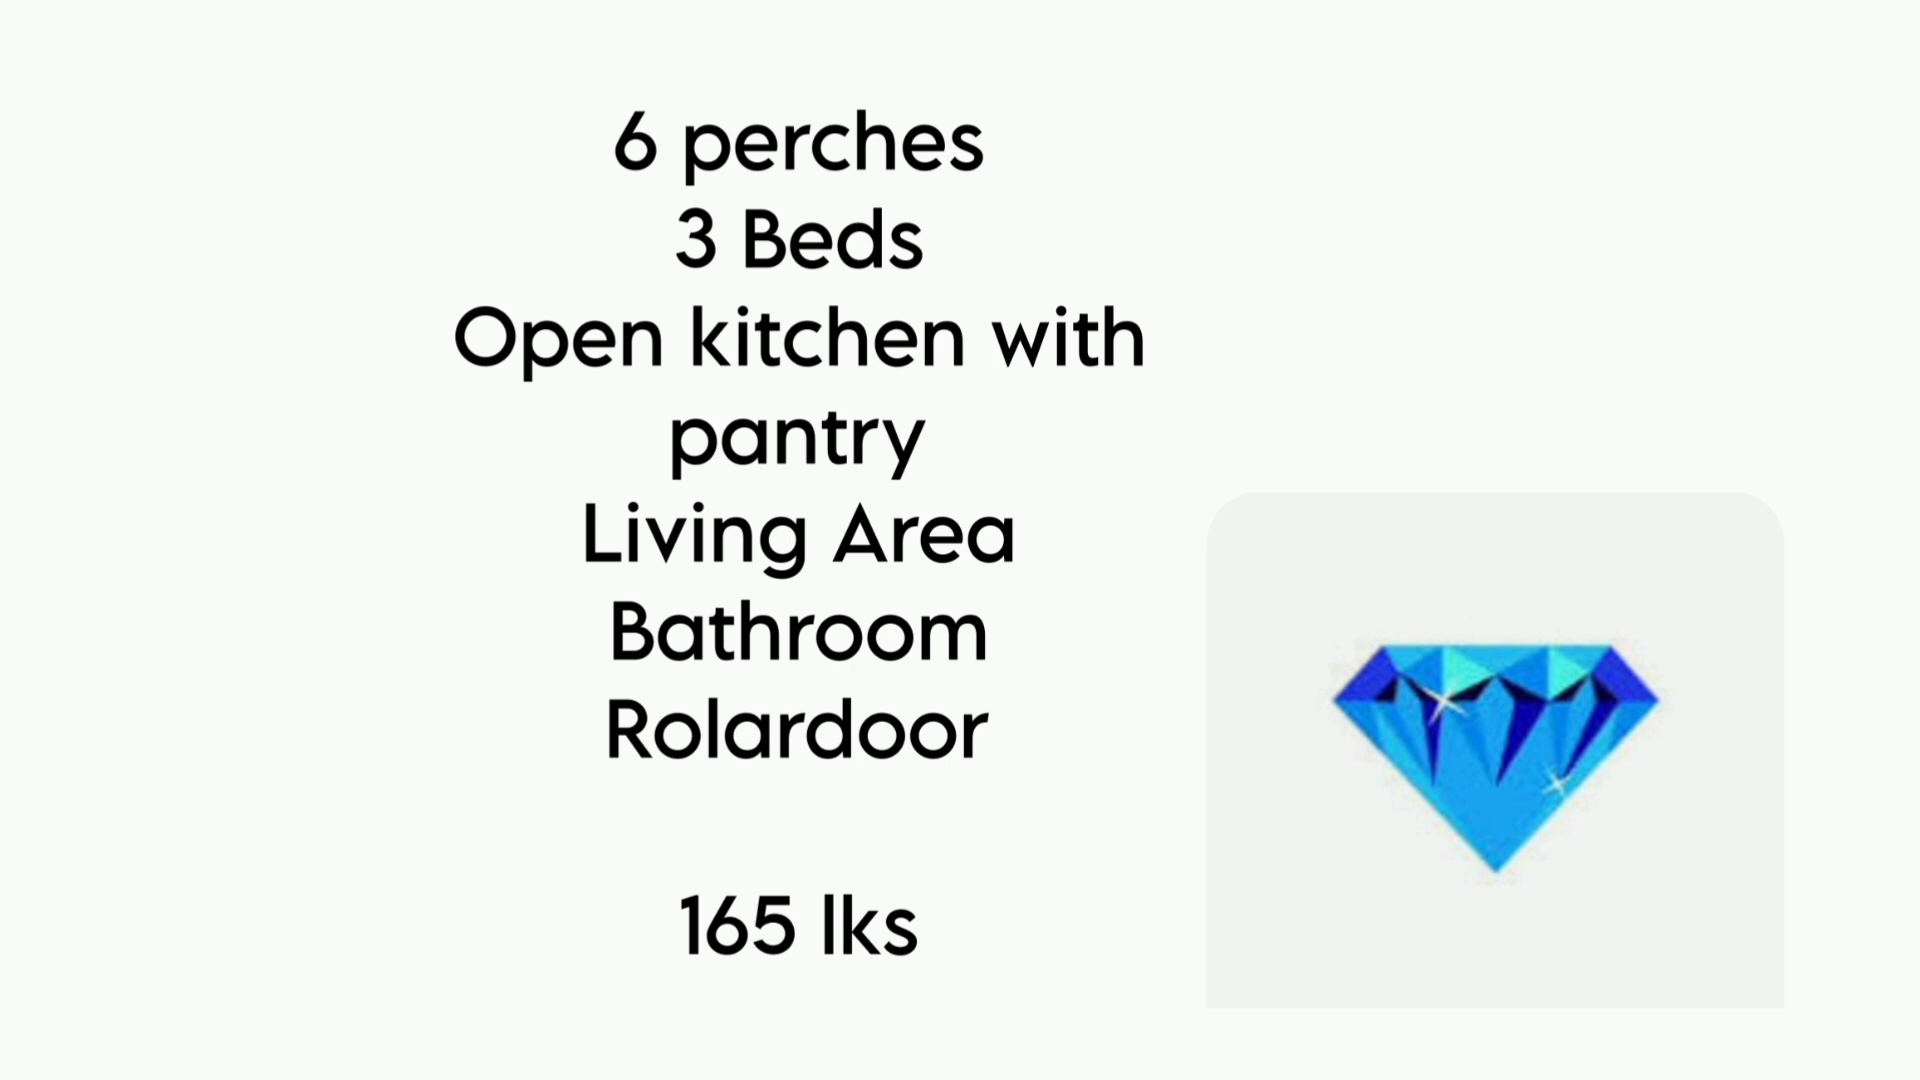 6 perches
3 Beds
Open kitchen with
pantry
Living Area
Bathroom
Rolardoor
165 lks